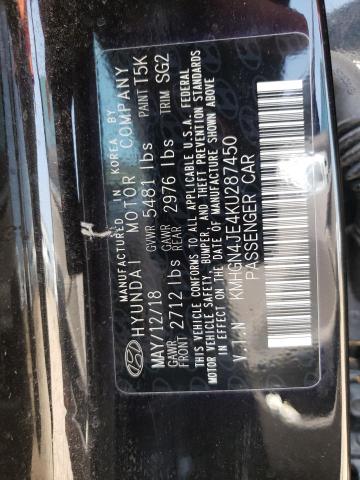 MANUFACTURED IN KOREA BY
HYUNDAI MOTOR COMPANY
MAY/12/18 GVWR 5481 lbs PAINT T5K
GAWR FRONT 2712 lbs GAWR REAR 2976 lbs TRIM SG2
THIS VEHICLE CONFORMS TO ALL APPLICABLE U.S.A. FEDERAL
MOTOR VEHICLE SAFETY, BUMPER, AND THEFT PREVENTION STANDARDS
IN EFFECT ON THE DATE OF MANUFACTURE SHOWN ABOVE
V-I-N KMHGN4JE4KU287450
PASSENGER CAR